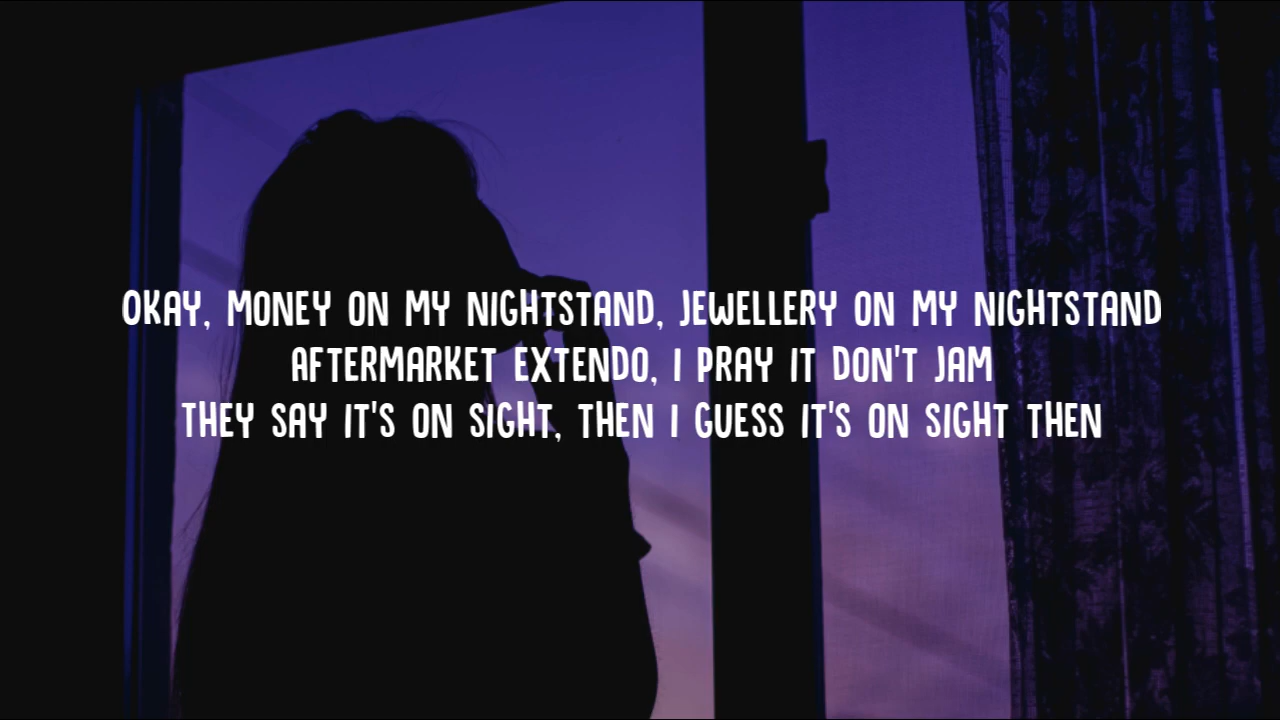 OKAY, MONEY ON MY NIGHTSTAND, JEWELLERY ON MY NIGHTSTAND
AFTERMARKET EXTENDO, I PRAY IT DON'T JAM
THEY SAY IT'S ON SIGHT, THEN I GUESS IT'S ON SIGHT THEN